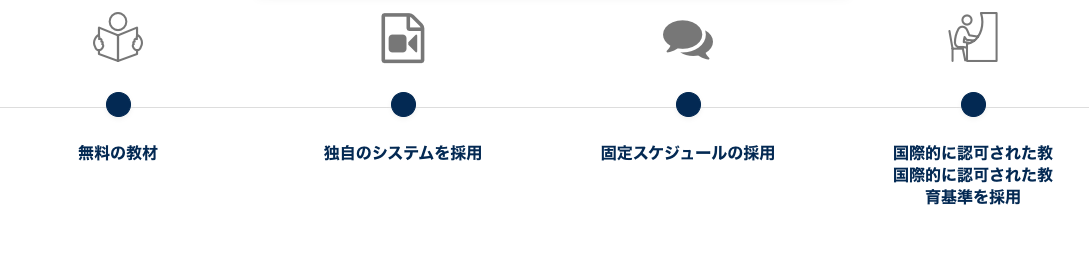 無料の教材
独自のシステムを採用
固定スケジュールの採用
国際的に認可された教
国際的に認可された教
育基準を採用